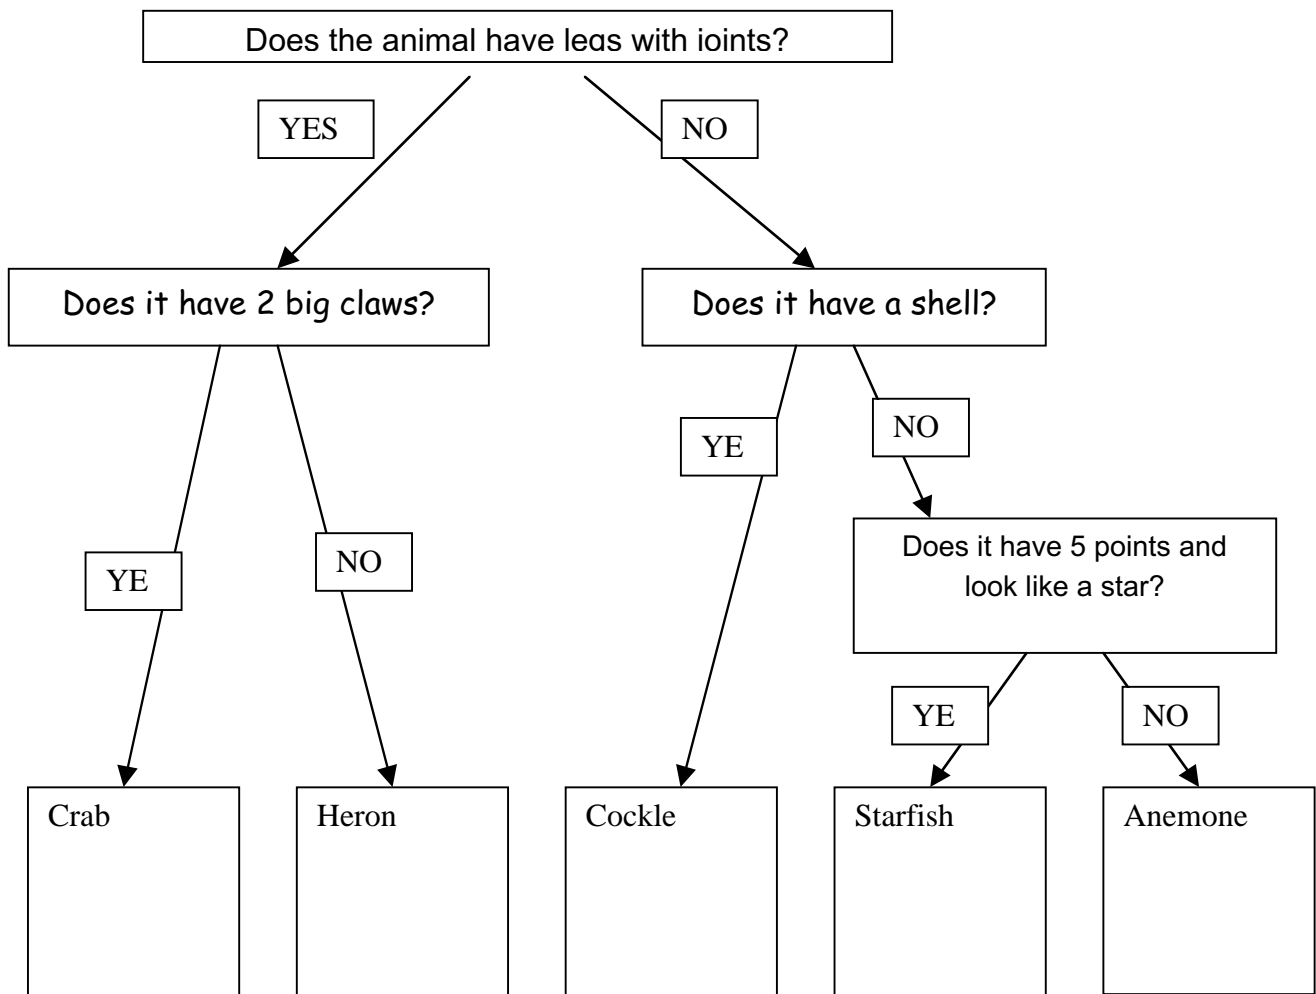 Does the animal have legs with joints?
YES
NO
Does it have 2 big claws?
Does it have a shell?
YE
NO
YE
NO
Does it have 5 points and
look like a star?
YE
NO
Crab
Heron
Cockle
Starfish
Anemone